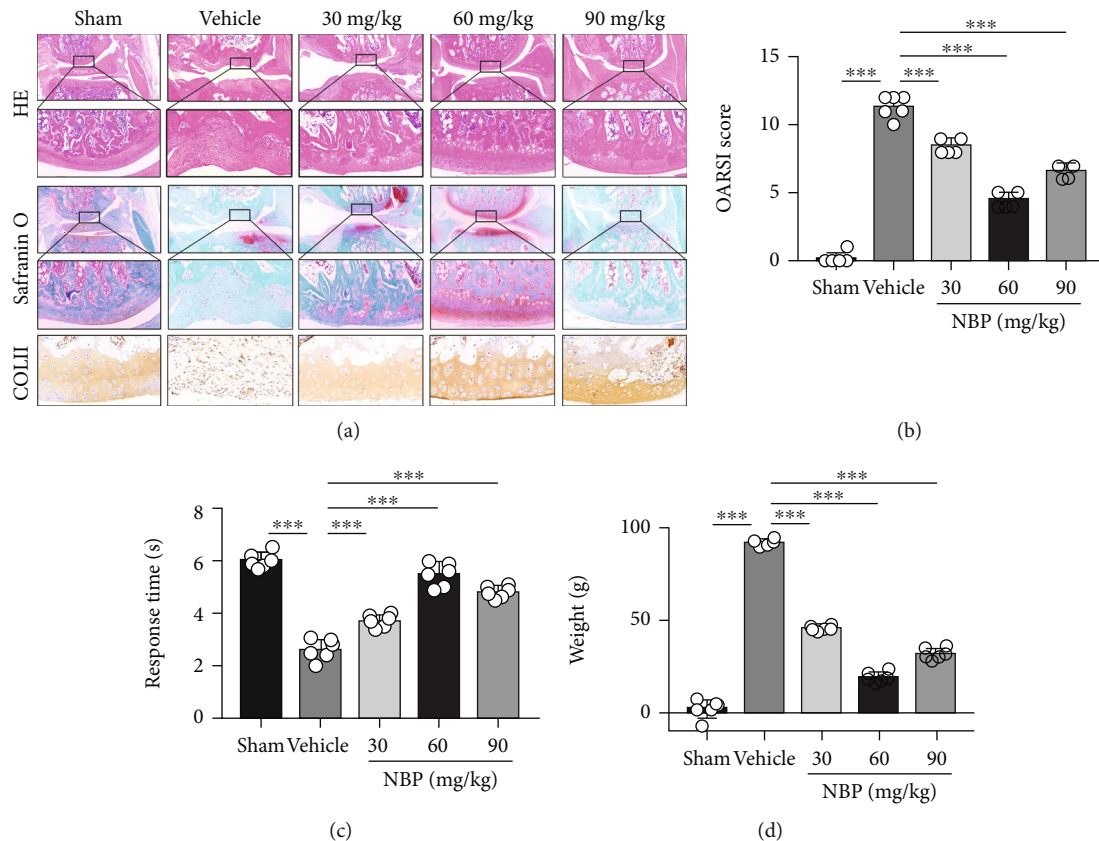 Sham Vehicle 30 mg/kg 60 mg/kg 90 mg/kg
HE
Safranin O
COLII
(a)
*** 
***
*** ***
15
10
5
0
OARSI score
Sham Vehicle 30 60 90
NBP (mg/kg)
(b)
***
***
*** ***
8
6
4
2
0
Response time (s)
Sham Vehicle 30 60 90
NBP (mg/kg)
(c)
***
***
*** ***
100
50
0
Weight (g)
Sham Vehicle 30 60 90
NBP (mg/kg)
(d)